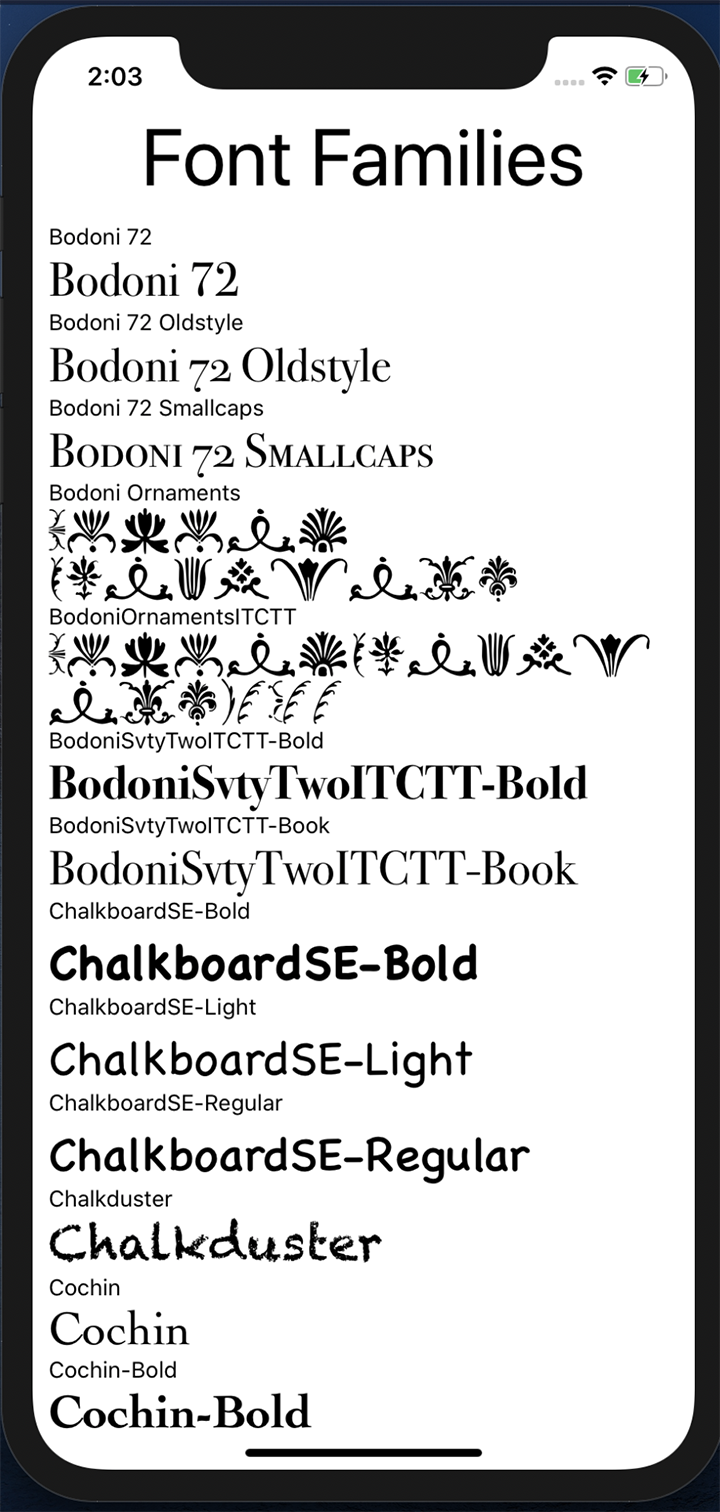 2:03
Font Families
Bodoni 72
Bodoni 72
Bodoni 72 Oldstyle
Bodoni 72 Oldstyle
Bodoni 72 Smallcaps
Bodoni 72 Smallcaps
Bodoni Ornaments
BodoniOrnamentsITCTT
BodoniSvtyTwoITCTT-Bold
BodoniSvtyTwoITCTT-Bold
BodoniSvtyTwoITCTT-Book
BodoniSvtyTwoITCTT-Book
ChalkboardSE-Bold
ChalkboardSE-Bold
ChalkboardSE-Light
ChalkboardSE-Light
ChalkboardSE-Regular
ChalkboardSE-Regular
Chalkduster
Chalkduster
Cochin
Cochin
Cochin-Bold
Cochin-Bold